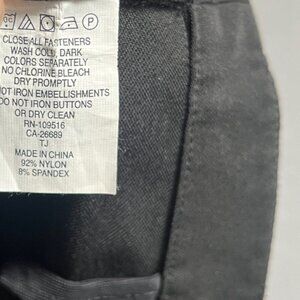 CLOSE ALL FASTENERS
WASH COLD, DARK
COLORS SEPARATELY
NO CHLORINE BLEACH
DRY PROMPTLY
NOT IRON EMBELLISHMENTS
DO NOT IRON BUTTONS
OR DRY CLEAN
RN-109516
CA-26689
TJ
MADE IN CHINA
92% NYLON
8% SPANDEX